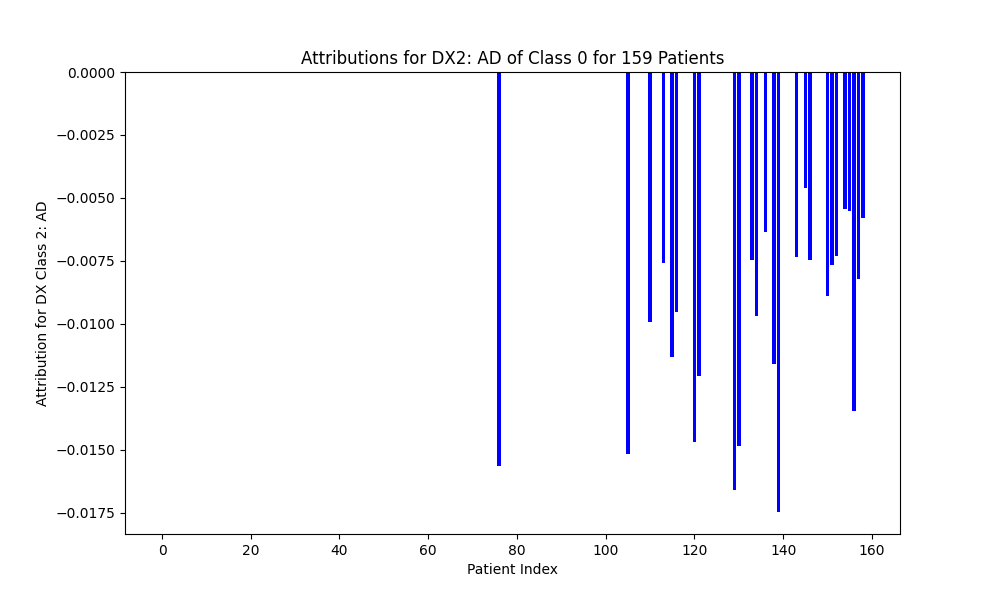 Attributions for DX2: AD of Class 0 for 159 Patients
Attribution for DX Class 2: AD
0.0000
−0.0025
−0.0050
−0.0075
−0.0100
−0.0125
−0.0150
−0.0175
0 20 40 60 80 100 120 140 160
Patient Index